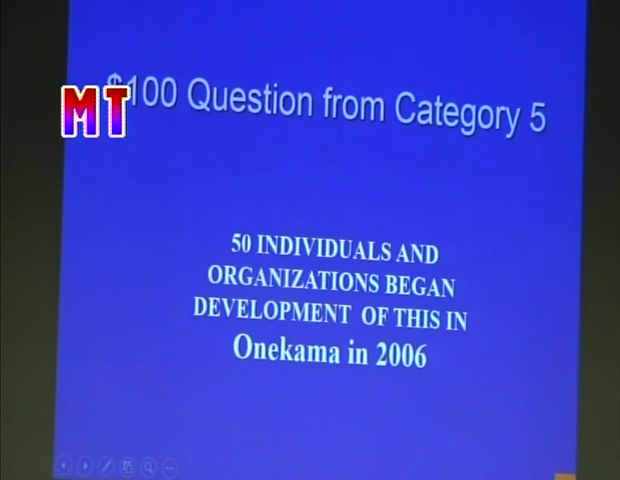 $100 Question from Category 5
MT
50 INDIVIDUALS AND
ORGANIZATIONS BEGAN
DEVELOPMENT OF THIS IN
Onekama in 2006